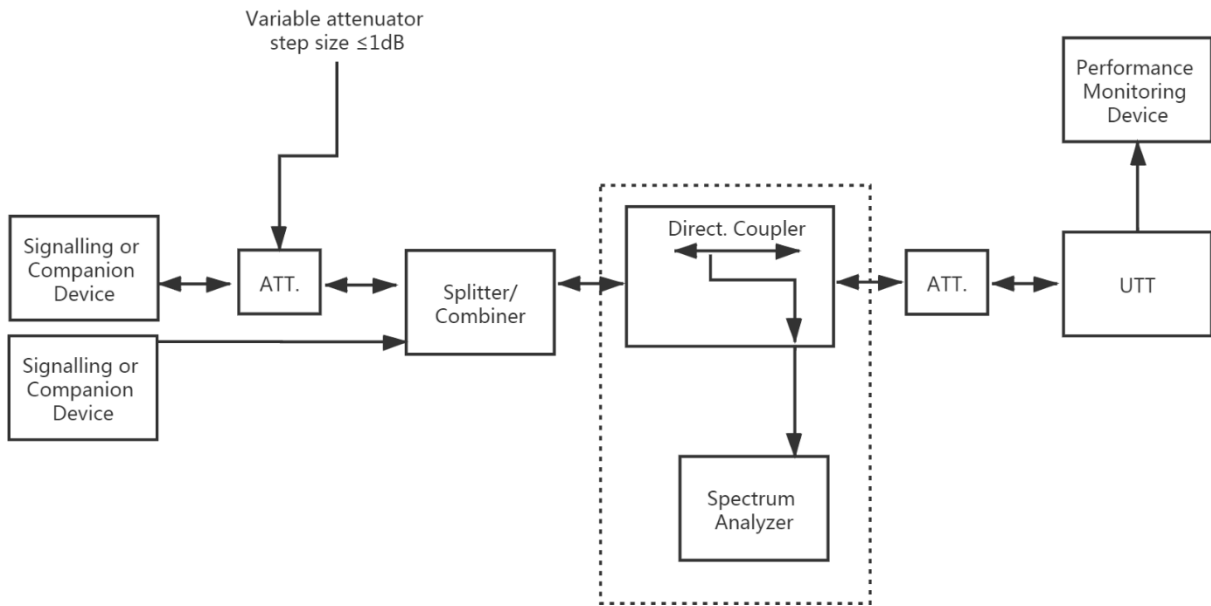 Variable attenuator
step size ≤1dB
Performance
Monitoring
Device
Signalling or
Companion
Device
ATT.
Splitter/
Combiner
Direct. Coupler
ATT.
UTT
Signalling or
Companion
Device
Spectrum
Analyzer